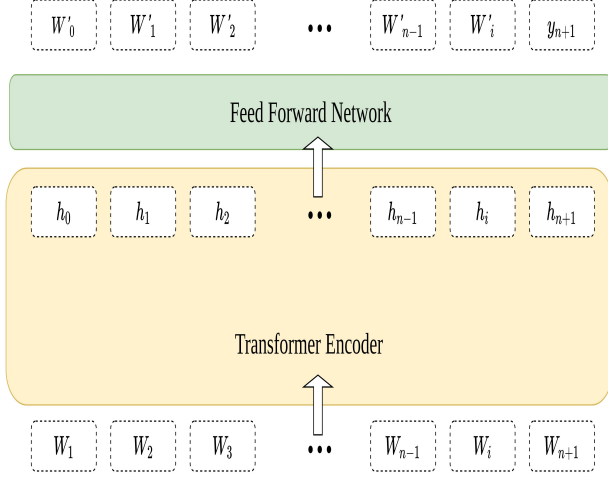 W'₀ W'₁ W'₂ ••• W'ₙ₋₁ W'ᵢ yₙ₊₁
Feed Forward Network
h₀ h₁ h₂ ••• hₙ₋₁ hᵢ hₙ₊₁
Transformer Encoder
W₁ W₂ W₃ ••• Wₙ₋₁ Wᵢ Wₙ₊₁